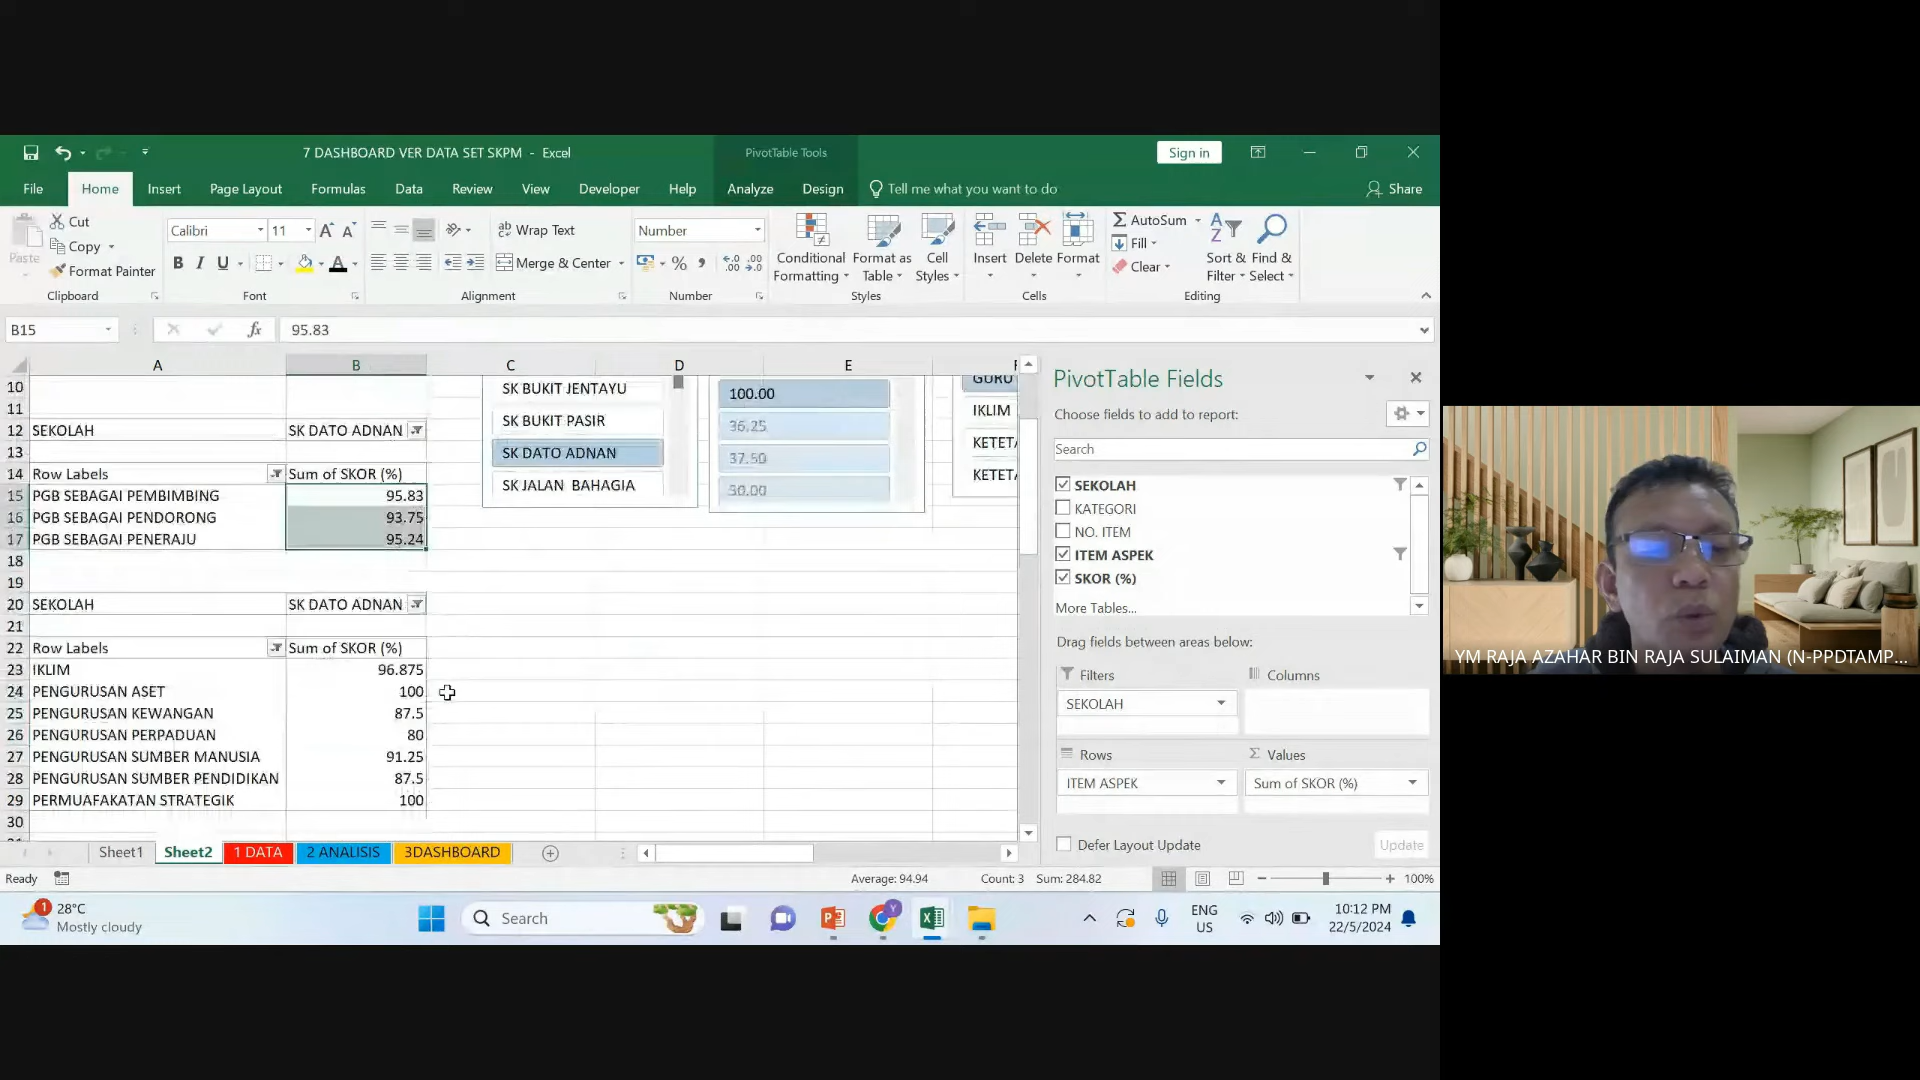 7 DASHBOARD VER DATA SET SKPM - Excel
PivotTable Tools
Sign in
File Home Insert Page Layout Formulas Data Review View Developer Help Analyze Design Tell me what you want to do Share
Paste
Cut
Copy
Format Painter
Clipboard
Calibri 11
B I U
Font
Wrap Text
Merge & Center
Alignment
Number
Number
Conditional Formatting
Format as Table
Cell Styles
Styles
Insert Delete Format
Cells
AutoSum
Fill
Clear
Sort & Filter
Find & Select
Editing
B15 fx 95.83
A B C D E
10
11
12 SEKOLAH SK DATO ADNAN
13
14 Row Labels Sum of SKOR (%)
15 PGB SEBAGAI PEMBIMBING 95.83
16 PGB SEBAGAI PENDORONG 93.75
17 PGB SEBAGAI PENERAJU 95.24
18
19
20 SEKOLAH SK DATO ADNAN
21
22 Row Labels Sum of SKOR (%)
23 IKLIM 96.875
24 PENGURUSAN ASET 100
25 PENGURUSAN KEWANGAN 87.5
26 PENGURUSAN PERPADUAN 80
27 PENGURUSAN SUMBER MANUSIA 91.25
28 PENGURUSAN SUMBER PENDIDIKAN 87.5
29 PERMUAFAKATAN STRATEGIK 100
30
SK BUKIT JENTAYU
SK BUKIT PASIR
SK DATO ADNAN
SK JALAN BAHAGIA
100.00
36.25
37.50
50.00
GURU
IKLIM
KETETA
KETETA
PivotTable Fields
Choose fields to add to report:
Search
SEKOLAH
KATEGORI
NO. ITEM
ITEM ASPEK
SKOR (%)
More Tables...
Drag fields between areas below:
Filters Columns
SEKOLAH
Rows Σ Values
ITEM ASPEK Sum of SKOR (%)
Defer Layout Update Update
Sheet1 Sheet2 1 DATA 2 ANALISIS 3DASHBOARD
Ready Average: 94.94 Count: 3 Sum: 284.82 100%
1
28°C
Mostly cloudy
Search
ENG
US
10:12 PM
22/5/2024
YM RAJA AZAHAR BIN RAJA SULAIMAN (N-PPDTAMP...